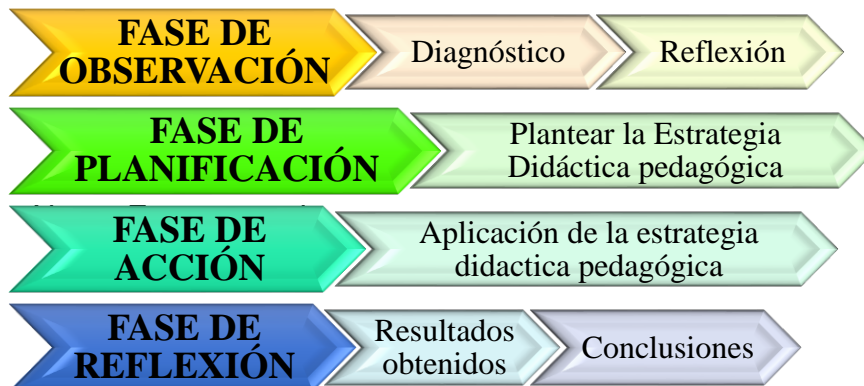 FASE DE
OBSERVACIÓN
Diagnóstico
Reflexión
FASE DE
PLANIFICACIÓN
Plantear la Estrategia
Didáctica pedagógica
FASE DE
ACCIÓN
Aplicación de la estrategia
didactica pedagógica
FASE DE
REFLEXIÓN
Resultados
obtenidos
Conclusiones